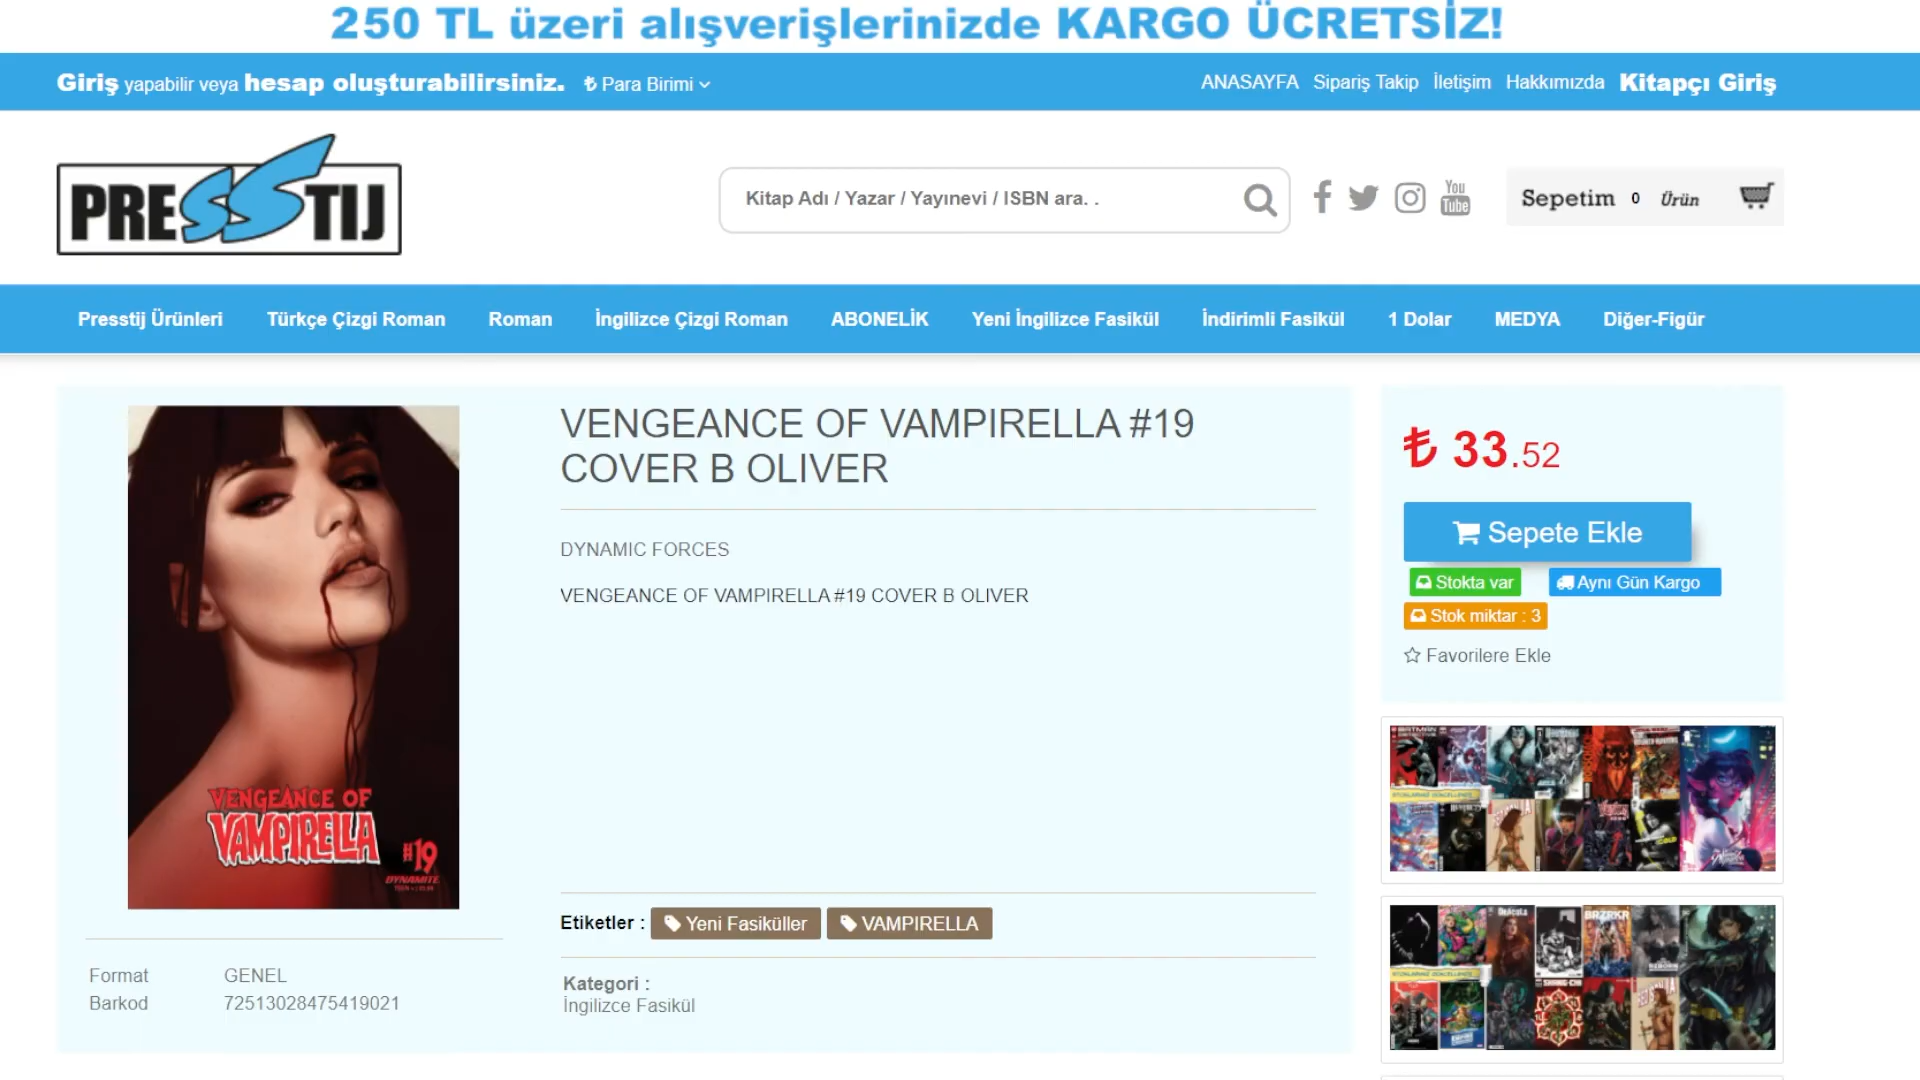 250 TL üzeri alışverişlerinizde KARGO ÜCRETSİZ!
Giriş yapabilir veya hesap oluşturabilirsiniz. ₺ Para Birimi
ANASAYFA Sipariş Takip İletişim Hakkımızda Kitapçı Giriş
PRESSTIJ
Kitap Adı / Yazar / Yayınevi / ISBN ara. .
You
Tube
Sepetim 0 Ürün
Presstij Ürünleri Türkçe Çizgi Roman Roman İngilizce Çizgi Roman ABONELİK Yeni İngilizce Fasikül İndirimli Fasikül 1 Dolar MEDYA Diğer-Figür
VENGEANCE OF
VAMPIRELLA
#19
DYNAMITE
Format GENEL
Barkod 72513028475419021
VENGEANCE OF VAMPIRELLA #19
COVER B OLIVER
DYNAMIC FORCES
VENGEANCE OF VAMPIRELLA #19 COVER B OLIVER
Etiketler : Yeni Fasiküller VAMPIRELLA
Kategori :
İngilizce Fasikül
₺ 33.52
Sepete Ekle
Stokta var Aynı Gün Kargo
Stok miktar : 3
Favorilere Ekle
BATMAN
DRACULA
BRZRKR
SHANG-CHI